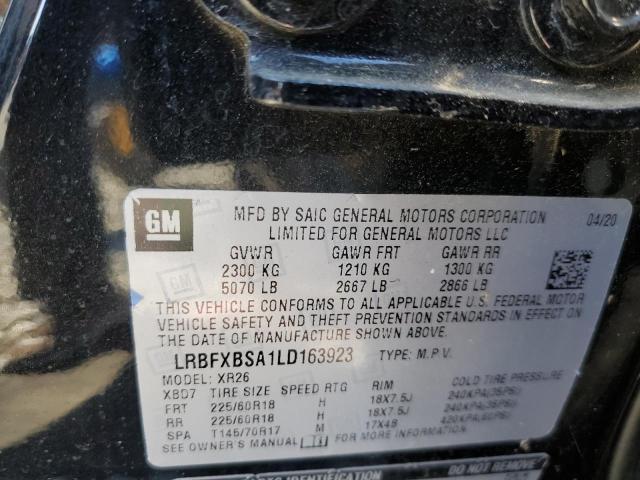 GM
MFD BY SAIC GENERAL MOTORS CORPORATION 04/20
LIMITED FOR GENERAL MOTORS LLC
GVWR GAWR FRT GAWR RR
2300 KG 1210 KG 1300 KG
5070 LB 2667 LB 2866 LB
THIS VEHICLE CONFORMS TO ALL APPLICABLE U.S. FEDERAL MOTOR
VEHICLE SAFETY AND THEFT PREVENTION STANDARDS IN EFFECT ON THE
DATE OF MANUFACTURE SHOWN ABOVE.
LRBFXBSA1LD163923 TYPE: M.P.V.
MODEL: XR26
XBD7 TIRE SIZE SPEED RTG RIM COLD TIRE PRESSURE
FRT 225/60R18 H 18X7.5J 240KPA(35PSI)
RR 225/60R18 H 18X7.5J 240KPA(35PSI)
SPA T145/70R17 M 17X4B 420KPA(60PSI)
SEE OWNER'S MANUAL
DO NOT REMOVE
IDENTIFICATION